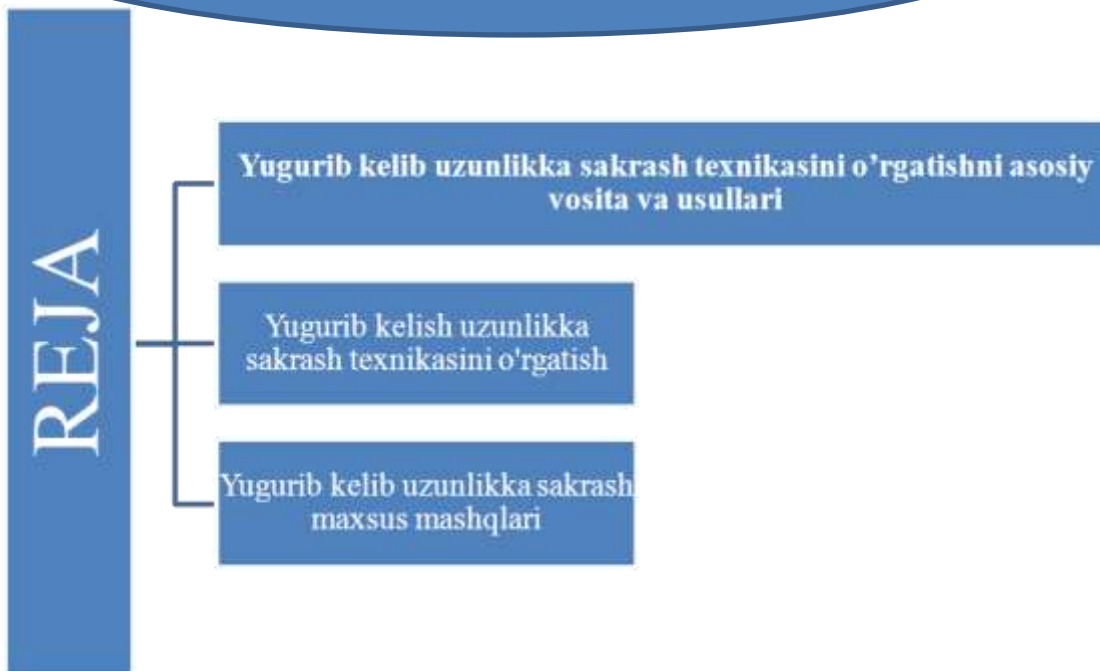 REJA
Yugurib kelib uzunlikka sakrash texnikasini o’rgatishni asosiy
vosita va usullari
Yugurib kelish uzunlikka
sakrash texnikasini o'rgatish
Yugurib kelib uzunlikka sakrash
maxsus mashqlari